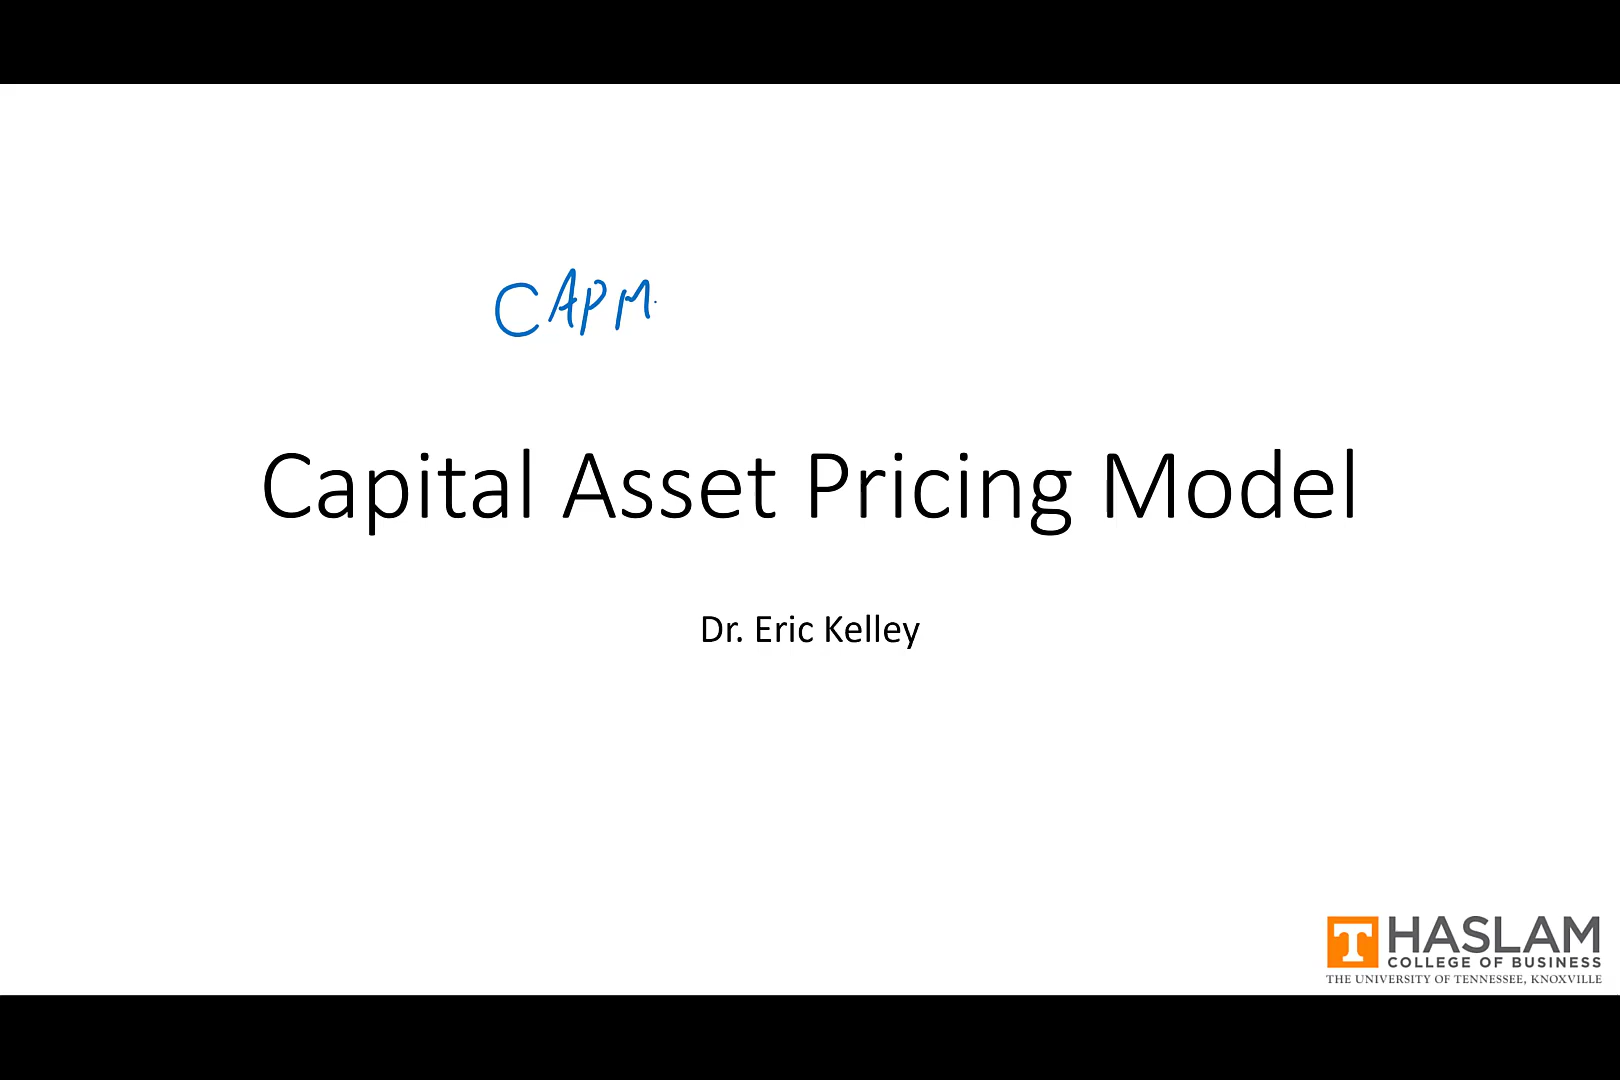 CAPM
Capital Asset Pricing Model
Dr. Eric Kelley
T HASLAM
COLLEGE OF BUSINESS
THE UNIVERSITY OF TENNESSEE, KNOXVILLE